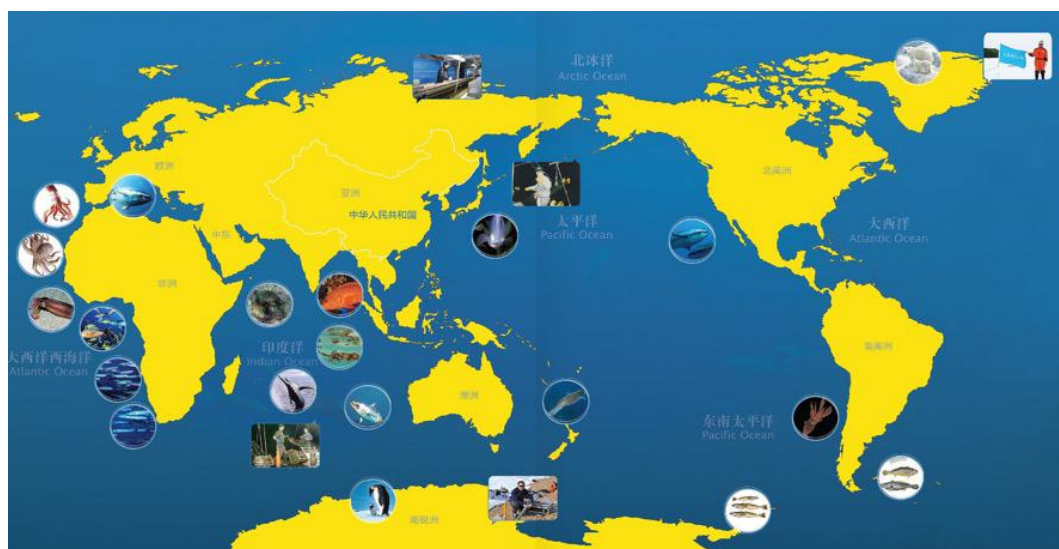 北冰洋
Arctic Ocean
欧洲
亚洲
中华人民共和国
中东
非洲
太平洋
Pacific Ocean
北美洲
大西洋
Atlantic Ocean
大西洋西海洋
Atlantic Ocean
印度洋
Indian Ocean
澳洲
南美洲
东南太平洋
Pacific Ocean
南极洲